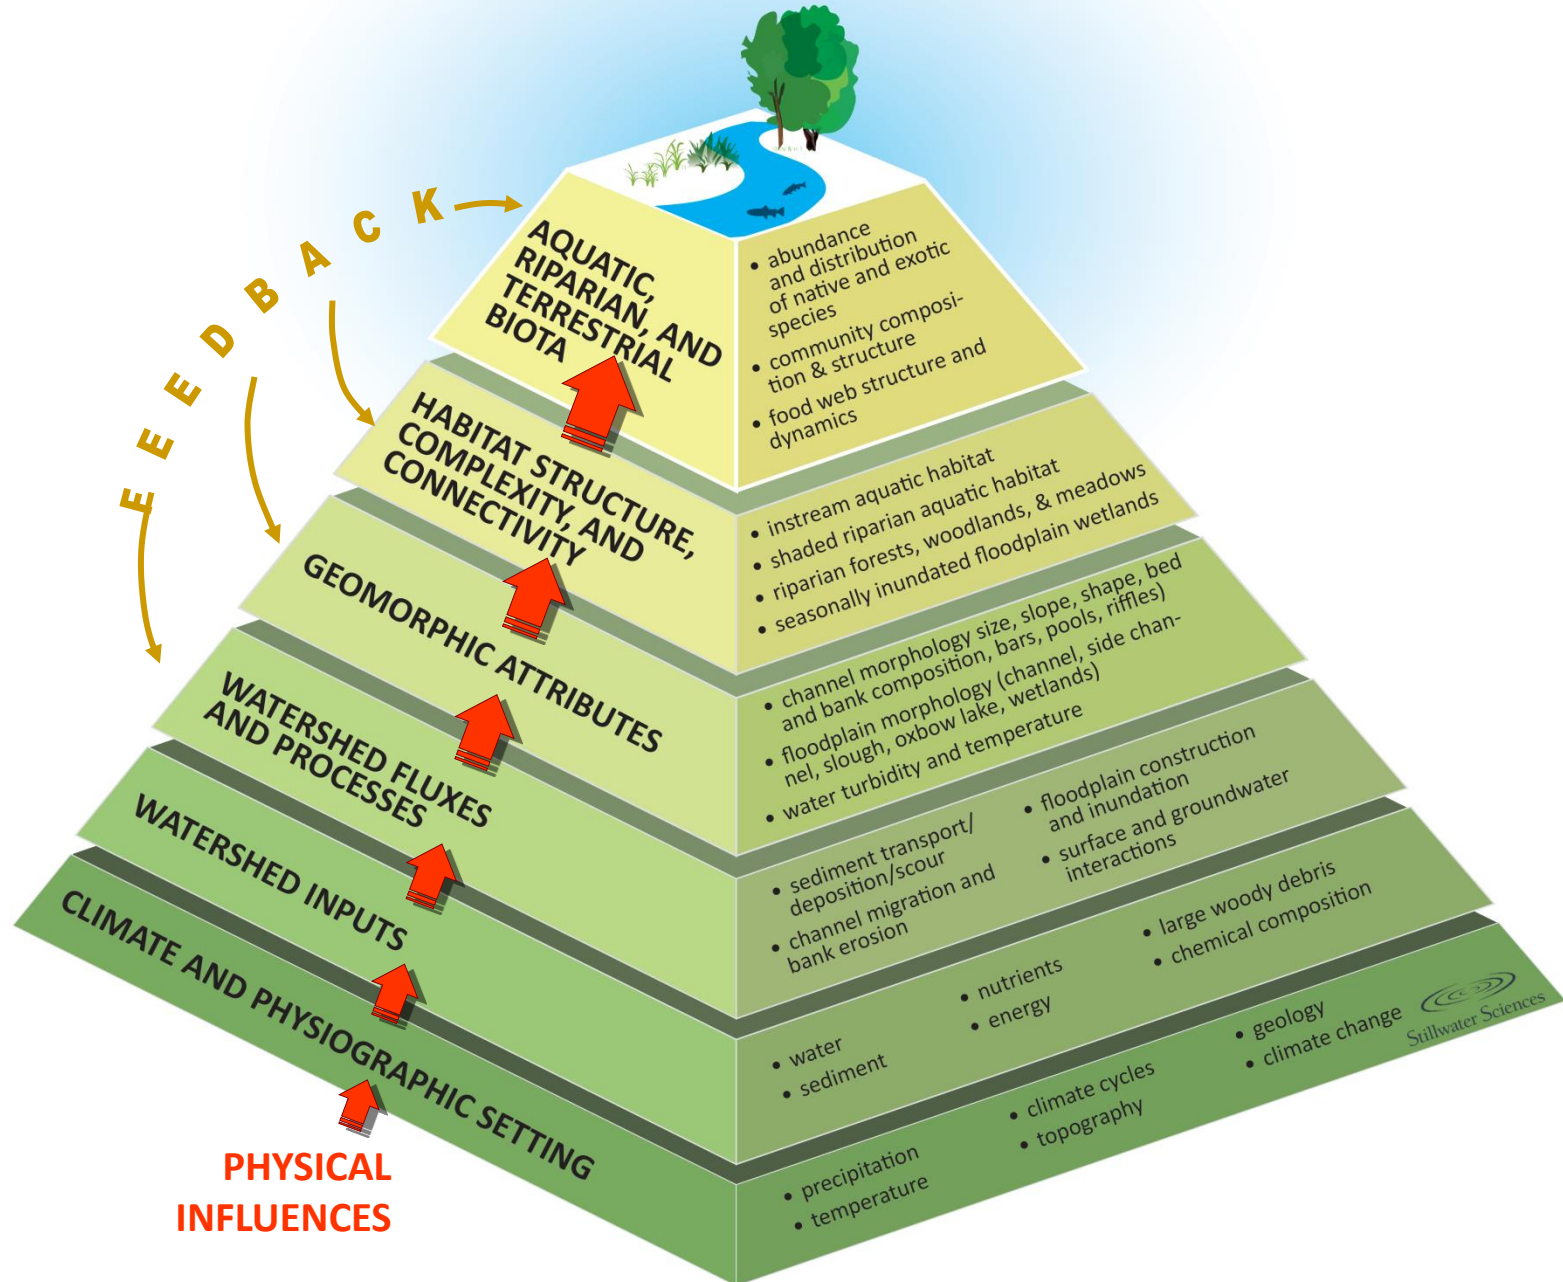 FEEDBACK
AQUATIC,
RIPARIAN, AND
TERRESTRIAL
BIOTA
• abundance
and distribution
of native and exotic
species
• community composi-
tion & structure
• food web structure and
dynamics
HABITAT STRUCTURE,
COMPLEXITY, AND
CONNECTIVITY
• instream aquatic habitat
• shaded riparian aquatic habitat
• riparian forests, woodlands, & meadows
• seasonally inundated floodplain wetlands
GEOMORPHIC ATTRIBUTES
• channel morphology size, slope, shape, bed
and bank composition, bars, pools, riffles)
• floodplain morphology (channel, side chan-
nel, slough, oxbow lake, wetlands)
• water turbidity and temperature
WATERSHED FLUXES
AND PROCESSES
• sediment transport/
deposition/scour
• channel migration and
bank erosion
• floodplain construction
and inundation
• surface and groundwater
interactions
WATERSHED INPUTS
• water
• sediment
• nutrients
• energy
• large woody debris
• chemical composition
CLIMATE AND PHYSIOGRAPHIC SETTING
• precipitation
• temperature
• climate cycles
• topography
• geology
• climate change
Stillwater Sciences
PHYSICAL
INFLUENCES